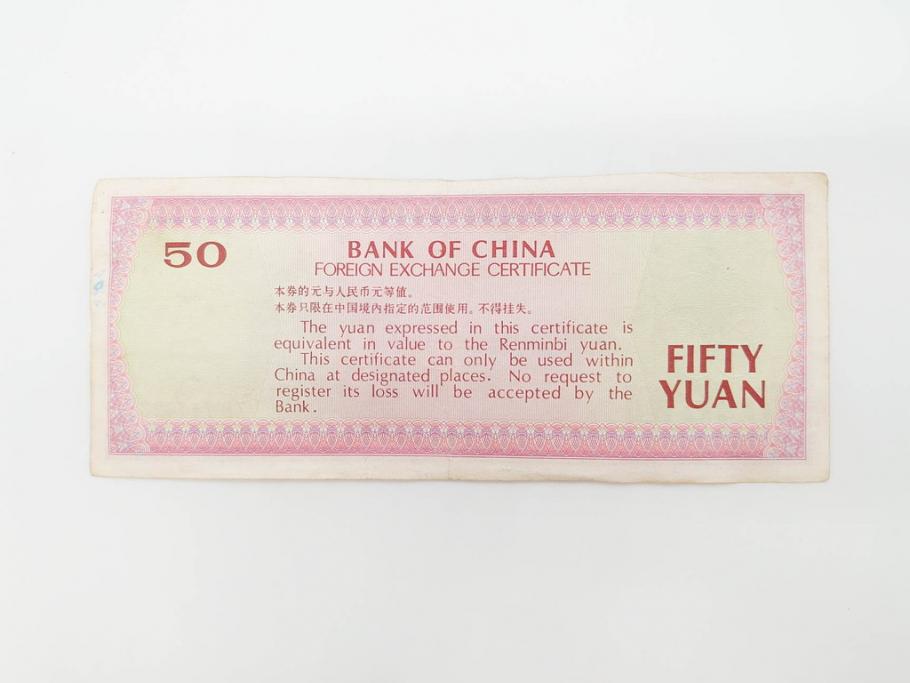 50
BANK OF CHINA
FOREIGN EXCHANGE CERTIFICATE
本券的元与人民币元等值。
本券只限在中国境内指定的范围使用。不得挂失。
The yuan expressed in this certificate is
equivalent in value to the Renminbi yuan.
This certificate can only be used within
China at designated places. No request to
register its loss will be accepted by the
Bank.
FIFTY
YUAN